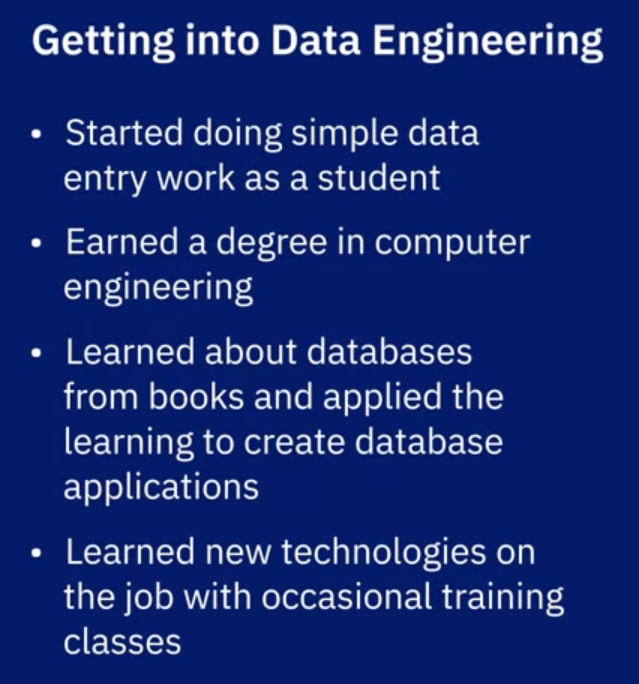 Getting into Data Engineering
• Started doing simple data
entry work as a student
• Earned a degree in computer
engineering
• Learned about databases
from books and applied the
learning to create database
applications
• Learned new technologies on
the job with occasional training
classes